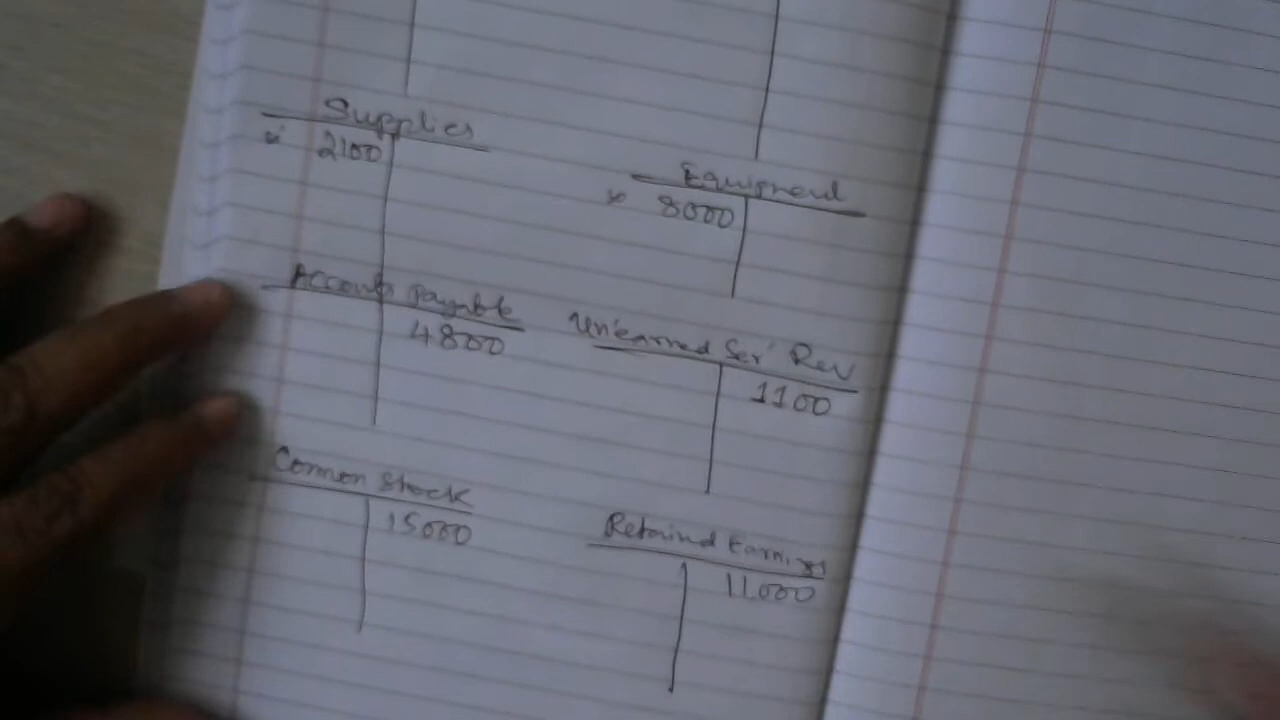 Supplies
2100
Equipment
8000
Accounts payable
4800
Unearned Ser' Rev
1100
Common Stock
15000
Retained Earnings
11000